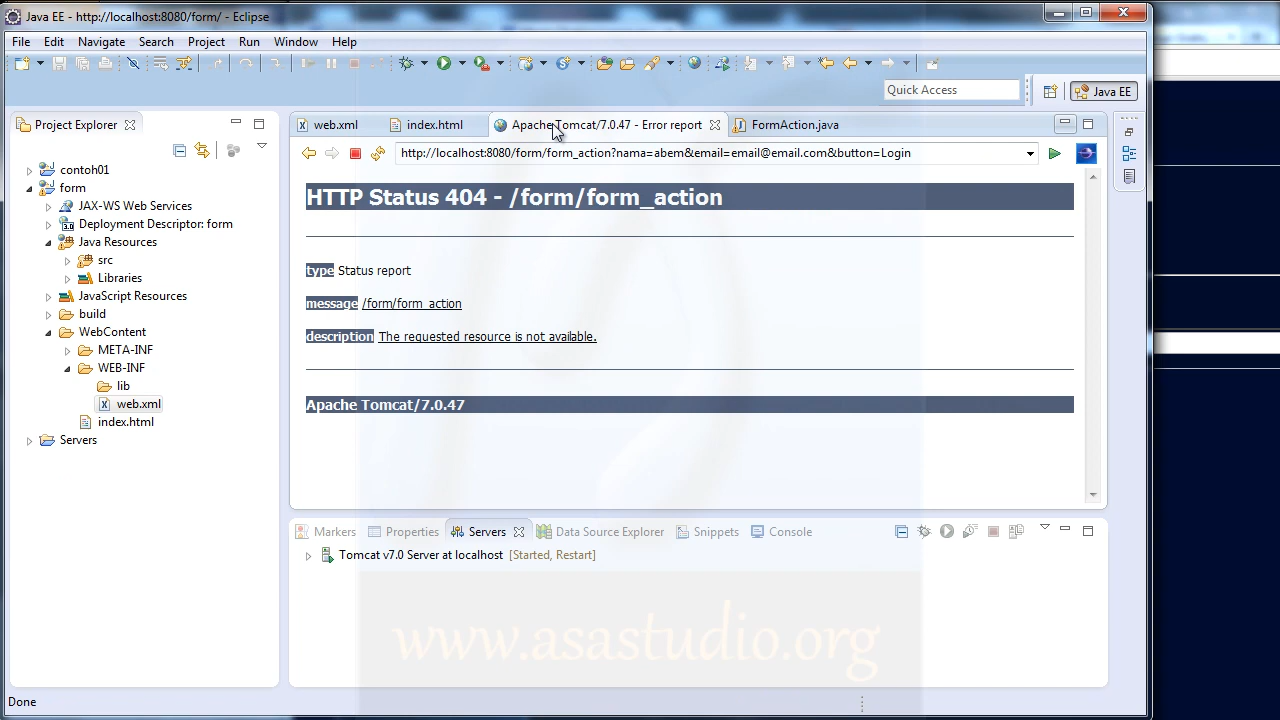 Java EE - http://localhost:8080/form/ - Eclipse
File Edit Navigate Search Project Run Window Help
Quick Access
Java EE
Project Explorer
web.xml
index.html
Apache Tomcat/7.0.47 - Error report
FormAction.java
http://localhost:8080/form/form_action?nama=abem&email=email@email.com&button=Login
contoh01
form
JAX-WS Web Services
Deployment Descriptor: form
Java Resources
src
Libraries
JavaScript Resources
build
WebContent
META-INF
WEB-INF
lib
web.xml
index.html
Servers
HTTP Status 404 - /form/form_action
type Status report
message /form/form_action
description The requested resource is not available.
Apache Tomcat/7.0.47
Markers Properties Servers Data Source Explorer Snippets Console
Tomcat v7.0 Server at localhost [Started, Restart]
www.asastudio.org
Done